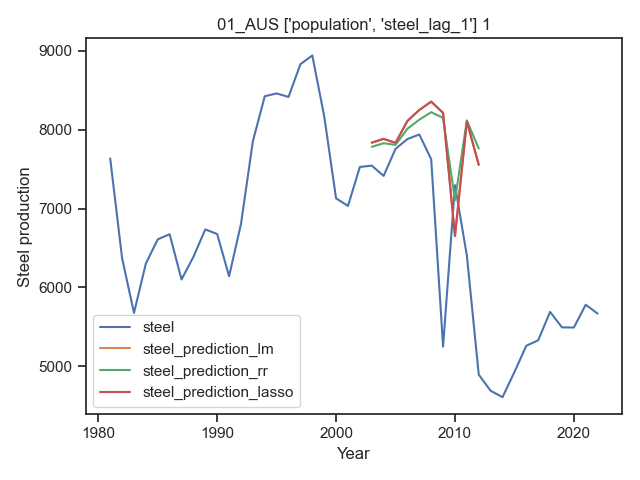 01_AUS ['population', 'steel_lag_1'] 1
9000
8000
7000
6000
5000
Steel production
steel
steel_prediction_lm
steel_prediction_rr
steel_prediction_lasso
1980
1990
2000
2010
2020
Year